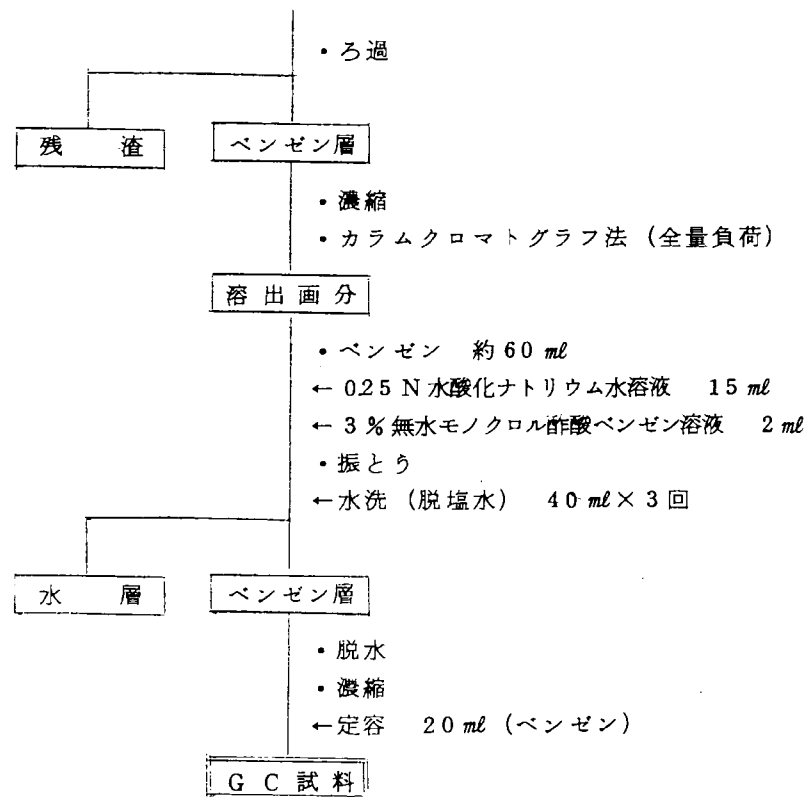 ・ろ過
残 渣 ベンゼン層
・濃縮
・カラムクロマトグラフ法 (全量負荷)
溶出画分
・ベンゼン 約60 ml
← 0.25 N 水酸化ナトリウム水溶液 15 ml
← 3%無水モノクロル酢酸ベンゼン溶液 2 ml
・振とう
←水洗 (脱塩水) 40 ml×3回
水 層 ベンゼン層
・脱水
・濃縮
←定容 20 ml (ベンゼン)
GC試料